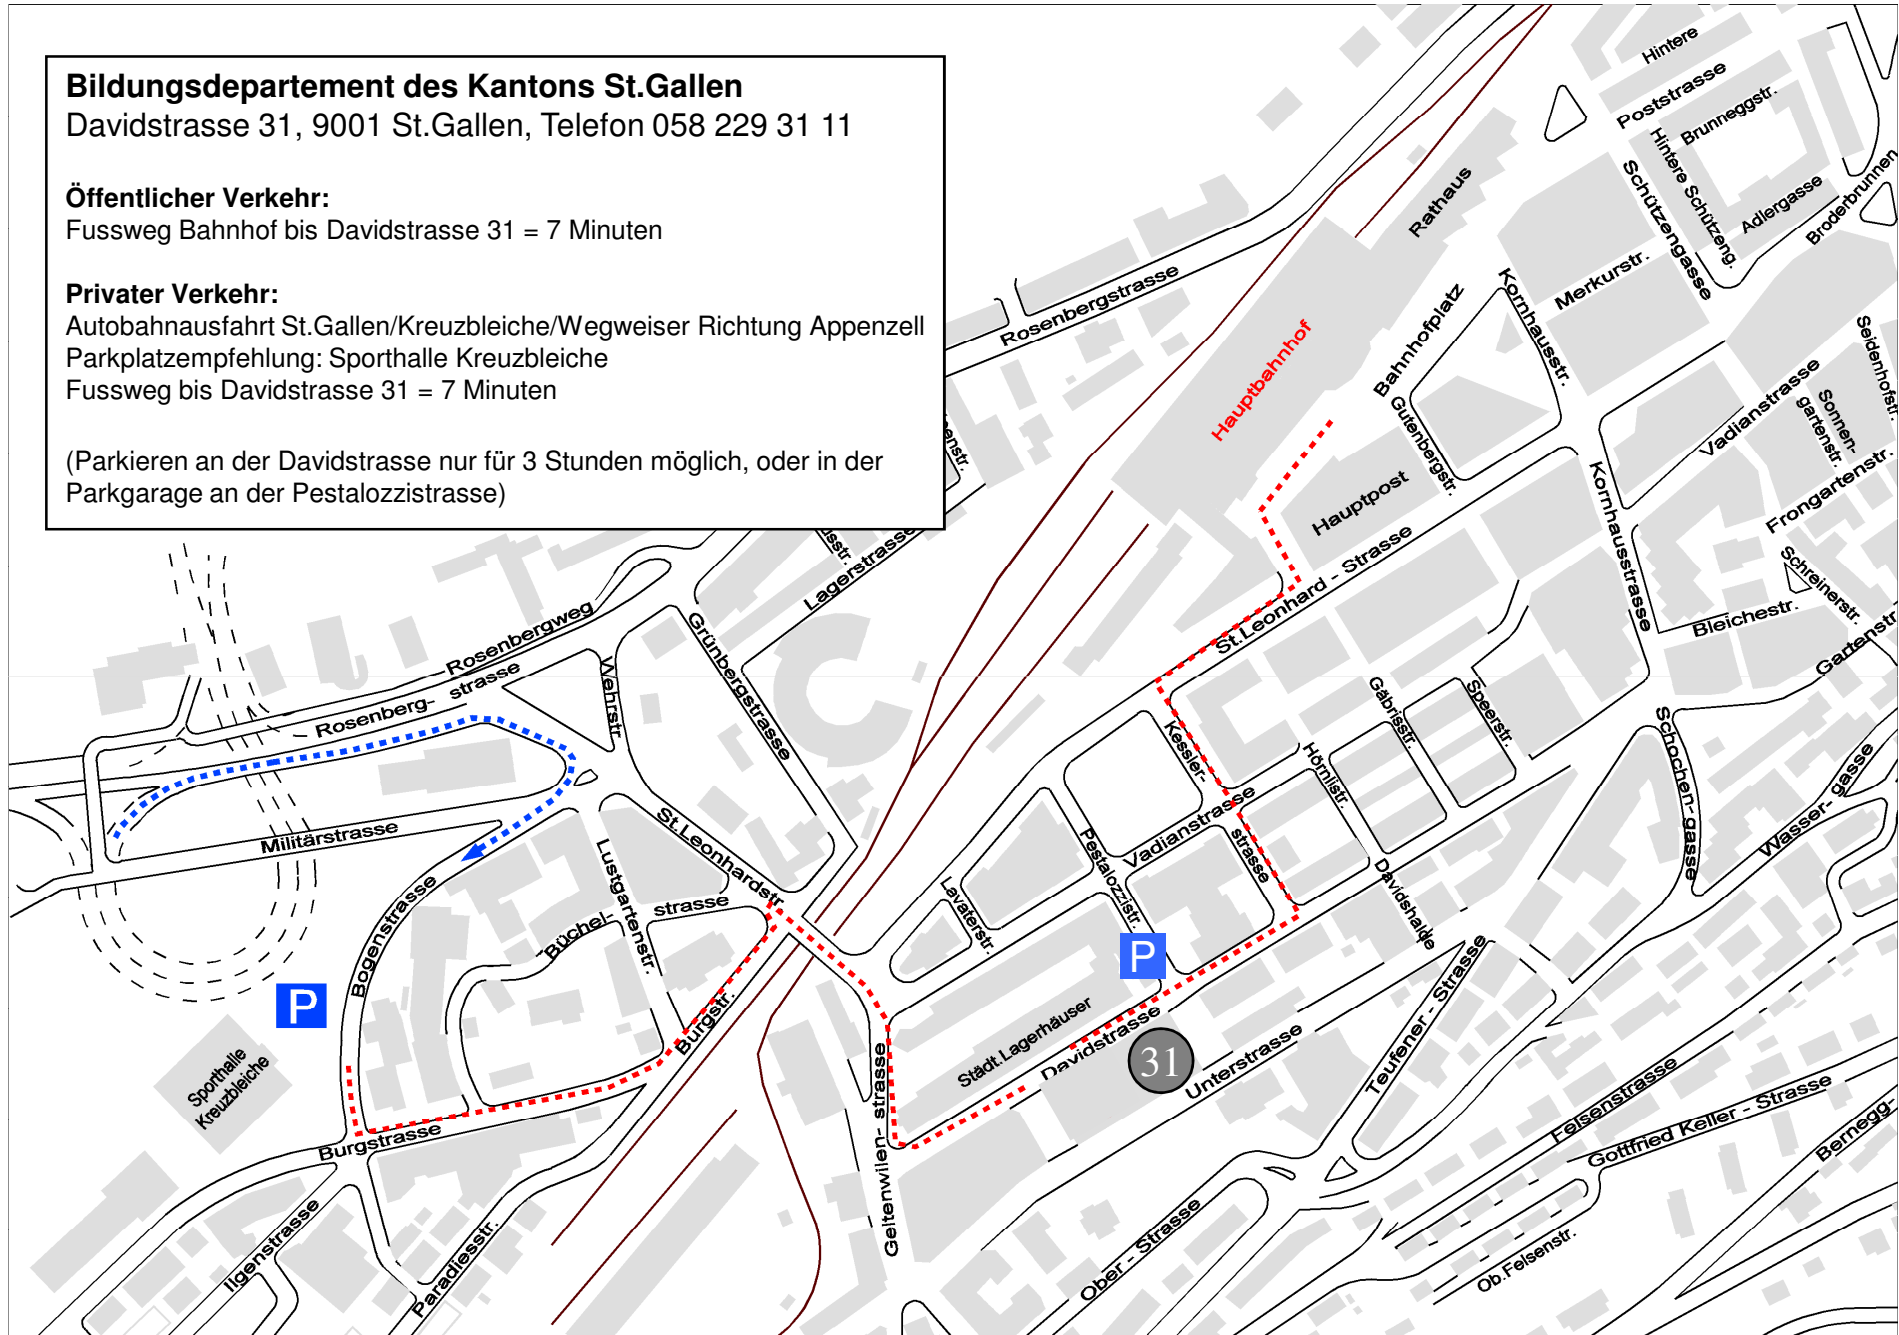 Bildungsdepartement des Kantons St.Gallen
Davidstrasse 31, 9001 St.Gallen, Telefon 058 229 31 11
Öffentlicher Verkehr:
Fussweg Bahnhof bis Davidstrasse 31 = 7 Minuten
Privater Verkehr:
Autobahnausfahrt St.Gallen/Kreuzbleiche/Wegweiser Richtung Appenzell
Parkplatzempfehlung: Sporthalle Kreuzbleiche
Fussweg bis Davidstrasse 31 = 7 Minuten
(Parkieren an der Davidstrasse nur für 3 Stunden möglich, oder in der
Parkgarage an der Pestalozzistrasse)
Hintere
Poststrasse
Brunneggstr.
Hintere Schützeng.
Schützengasse
Adlergasse
Broderbrunnen
Rathaus
Merkurstr.
Kornhausstr.
Bahnhofplatz
Rosenbergstrasse
Hauptbahnhof
Gutenbergstr.
Hauptpost
Seidenhofstr.
Vadianstrasse
Sonnen-
gartenstr.
Frongartenstr.
Kornhausstrasse
Schreinerstr.
Bleichestr.
Gartenstr.
St.Leonhard - Strasse
Lagerstrasse
Rosenbergweg
Rosenberg-
strasse
Wehrstr.
Grünbergstrasse
Gäbrisstr.
Speerstr.
Hörnlistr.
Kessler-
strasse
Vadianstrasse
Pestalozzistr.
Lavaterstr.
Davidshalde
Schochen-
gasse
Wasser-
gasse
Militärstrasse
St.Leonhardstr.
Lustgartenstr.
Büchel-
strasse
Bogenstrasse
P
P
Sporthalle
Kreuzbleiche
Burgstr.
Burgstrasse
Städt.Lagerhäuser
Davidstrasse
31
Unterstrasse
Teufener - Strasse
Geltenwilen-
strasse
Felsenstrasse
Gottfried Keller - Strasse
Bernegg-
Ob.Felsenstr.
Ober - Strasse
Ilgenstrasse
Paradiesstr.